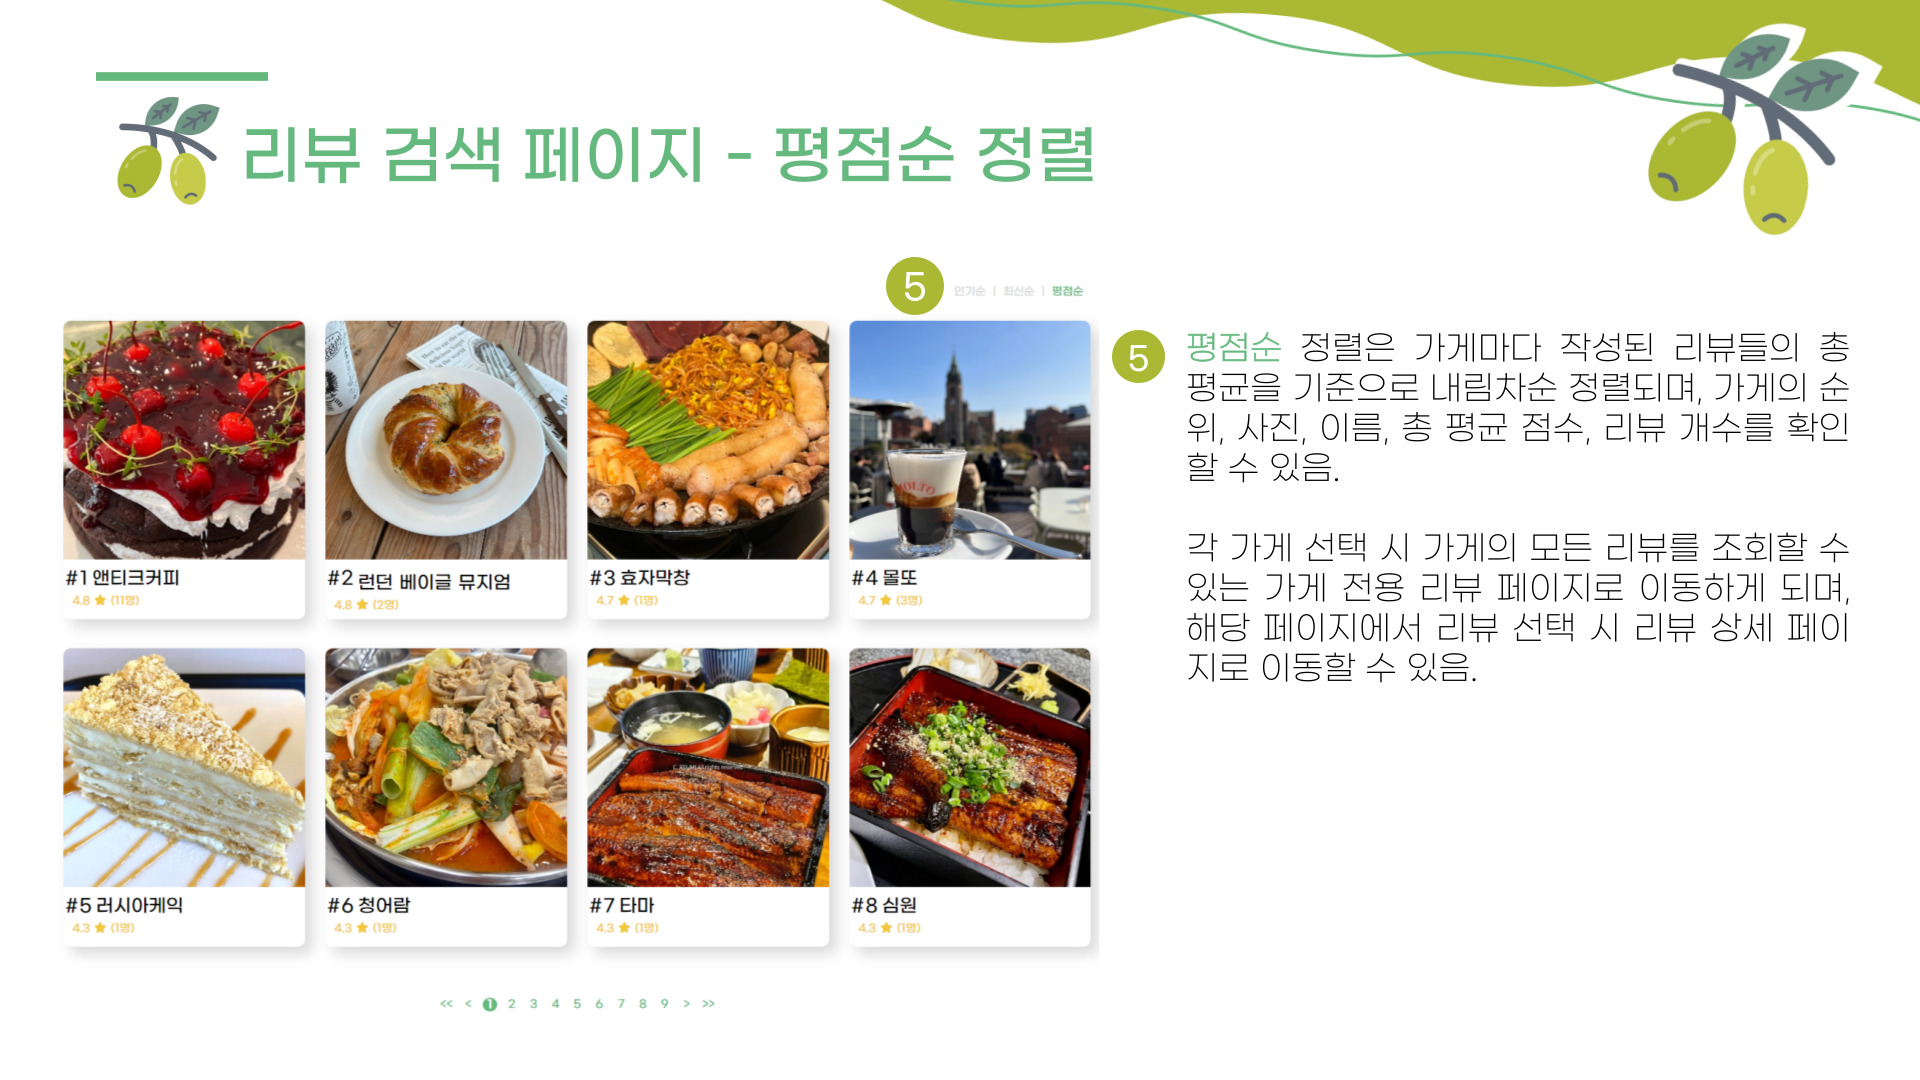 리뷰 검색 페이지 - 평점순 정렬
5
인기순 | 최신순 | 평점순
#1 앤티크커피
4.8 ★ (11명)
#2 런던 베이글 뮤지엄
4.8 ★ (2명)
#3 효자막창
4.7 ★ (1명)
#4 몰또
4.7 ★ (3명)
#5 러시아케익
4.3 ★ (1명)
#6 청어람
4.3 ★ (1명)
#7 타마
4.3 ★ (1명)
#8 심원
4.3 ★ (1명)
<< < 1 2 3 4 5 6 7 8 9 > >>
5
평점순 정렬은 가게마다 작성된 리뷰들의 총
평균을 기준으로 내림차순 정렬되며, 가게의 순
위, 사진, 이름, 총 평균 점수, 리뷰 개수를 확인
할 수 있음.
각 가게 선택 시 가게의 모든 리뷰를 조회할 수
있는 가게 전용 리뷰 페이지로 이동하게 되며,
해당 페이지에서 리뷰 선택 시 리뷰 상세 페이
지로 이동할 수 있음.